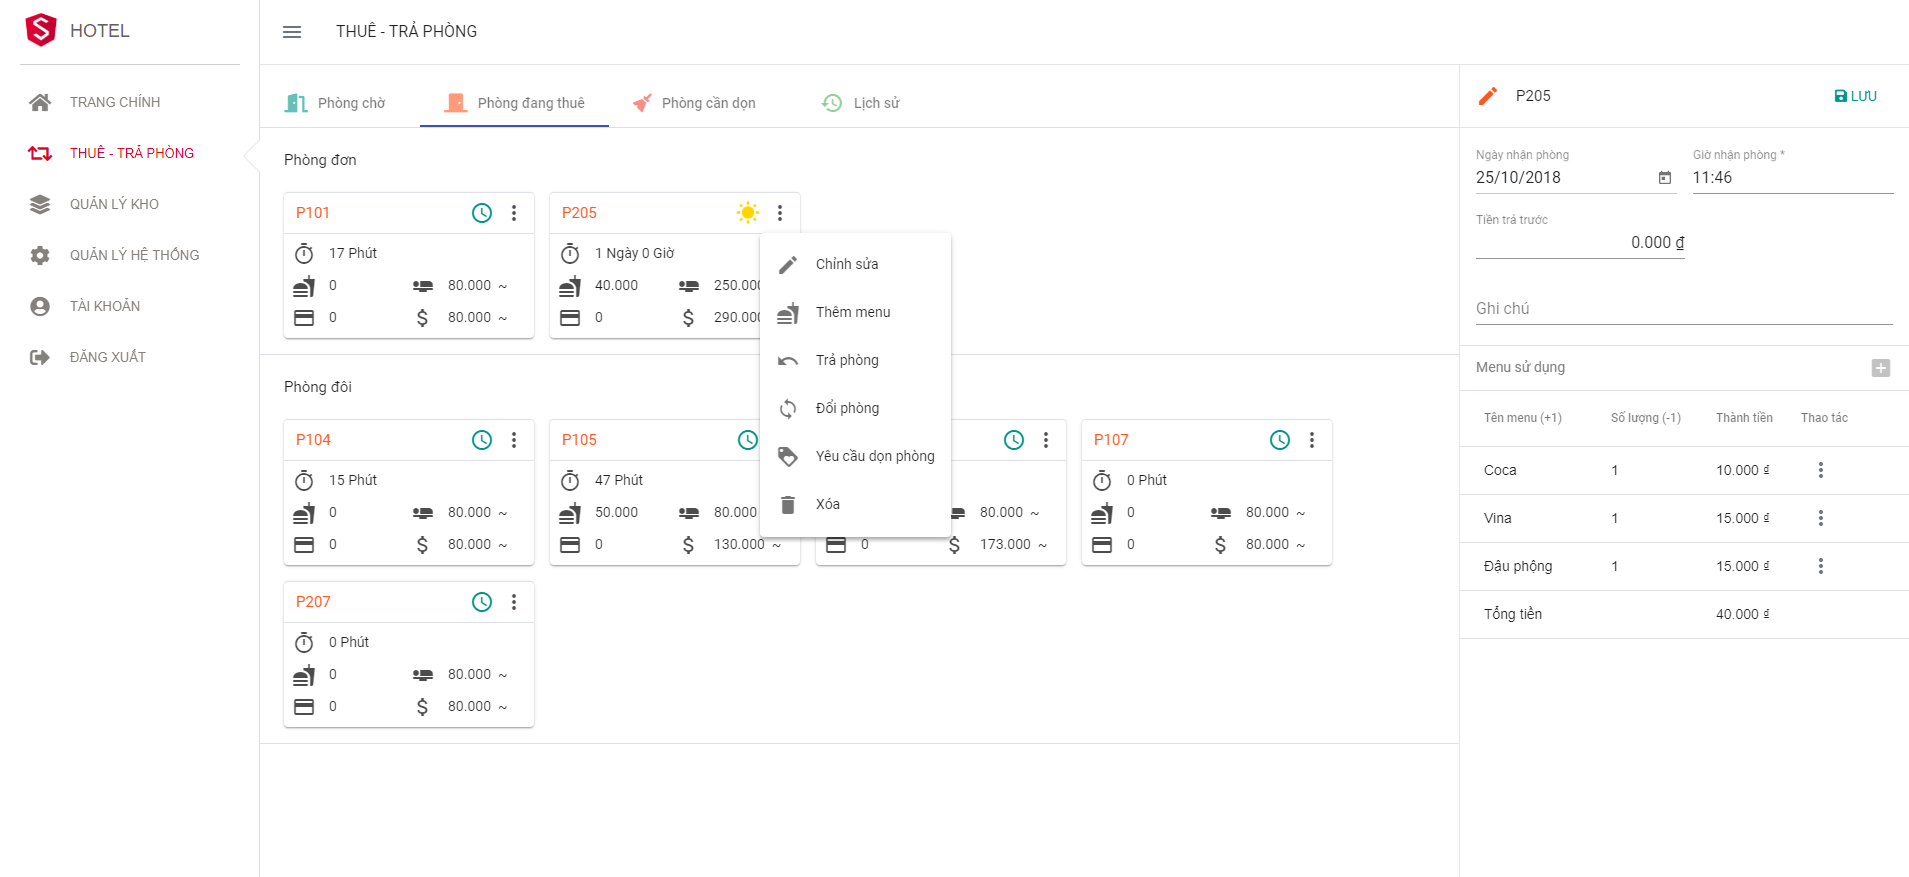 HOTEL
THUÊ - TRẢ PHÒNG
TRANG CHÍNH
THUÊ - TRẢ PHÒNG
QUẢN LÝ KHO
QUẢN LÝ HỆ THỐNG
TÀI KHOẢN
ĐĂNG XUẤT
Phòng chờ
Phòng đang thuê
Phòng cần dọn
Lịch sử
Phòng đơn
P101
17 Phút
0 80.000 ~
0 $ 80.000 ~
P205
1 Ngày 0 Giờ
40.000 250.000
0 $ 290.000
Chỉnh sửa
Thêm menu
Trả phòng
Đổi phòng
Yêu cầu dọn phòng
Xóa
Phòng đôi
P104
15 Phút
0 80.000 ~
0 $ 80.000 ~
P105
47 Phút
50.000 80.000
0 $ 130.000 ~
80.000 ~
0 $ 173.000 ~
P107
0 Phút
0 80.000 ~
0 $ 80.000 ~
P207
0 Phút
0 80.000 ~
0 $ 80.000 ~
P205
LƯU
Ngày nhận phòng
25/10/2018
Giờ nhận phòng *
11:46
Tiền trả trước
0.000 ₫
Ghi chú
Menu sử dụng
Tên menu (+1) Số lượng (-1) Thành tiền Thao tác
Coca 1 10.000 ₫
Vina 1 15.000 ₫
Đậu phộng 1 15.000 ₫
Tổng tiền 40.000 ₫